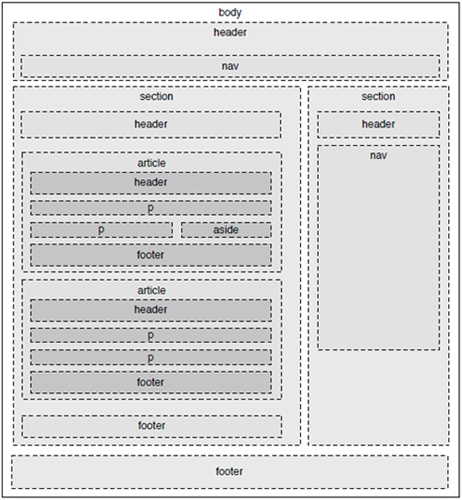 body
header
nav
section
header
article
header
p
p
aside
footer
article
header
p
p
footer
footer
section
header
nav
footer